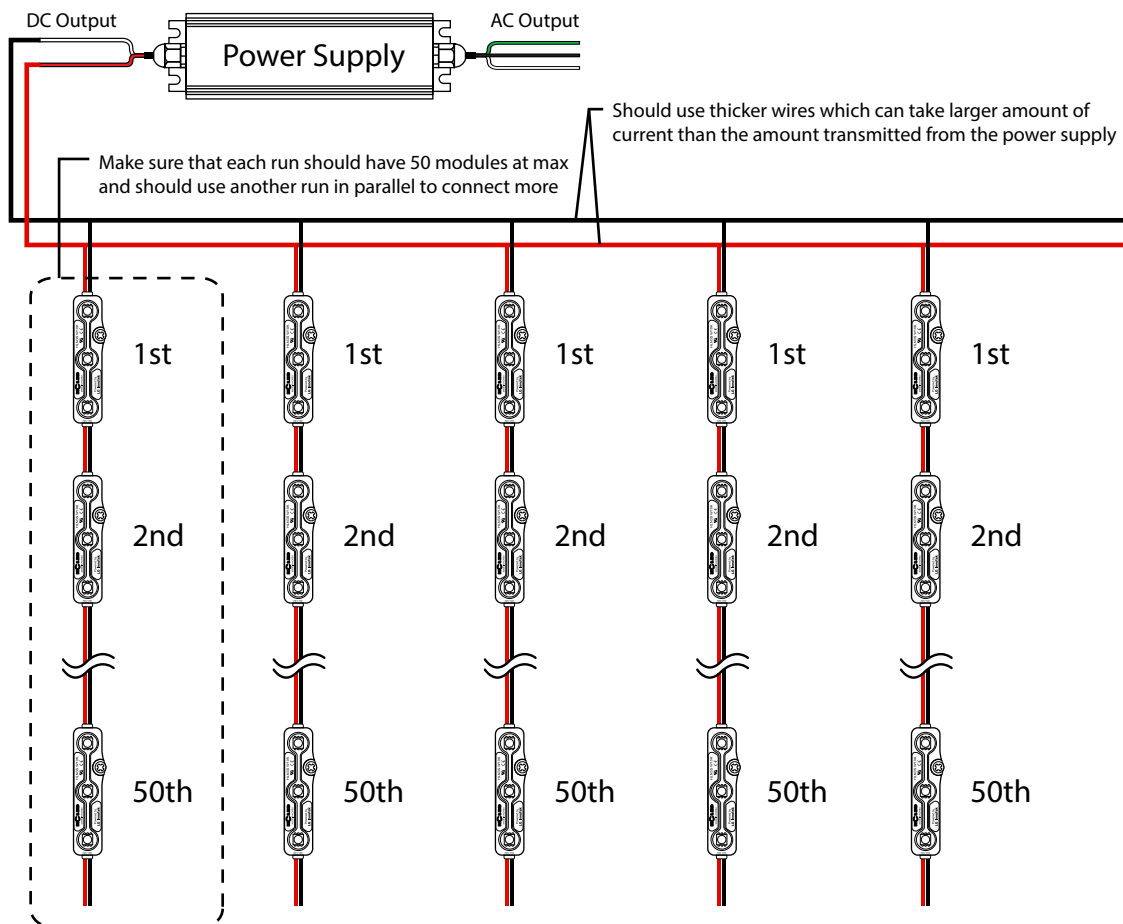 DC Output
AC Output
Power Supply
Should use thicker wires which can take larger amount of
current than the amount transmitted from the power supply
Make sure that each run should have 50 modules at max
and should use another run in parallel to connect more
1st
1st
1st
1st
1st
2nd
2nd
2nd
2nd
2nd
50th
50th
50th
50th
50th